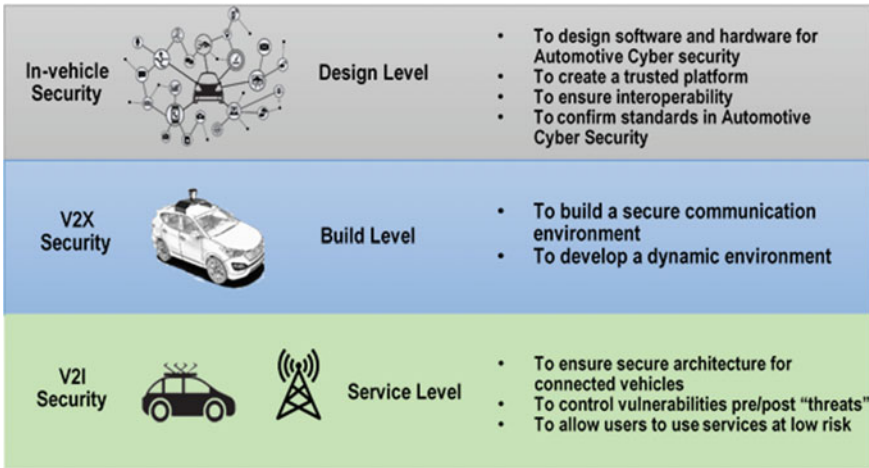 In-vehicle
Security
Design Level
• To design software and hardware for
Automotive Cyber security
• To create a trusted platform
• To ensure interoperability
• To confirm standards in Automotive
Cyber Security
V2X
Security
Build Level
• To build a secure communication
environment
• To develop a dynamic environment
V2I
Security
Service Level
• To ensure secure architecture for
connected vehicles
• To control vulnerabilities pre/post “threats”
• To allow users to use services at low risk